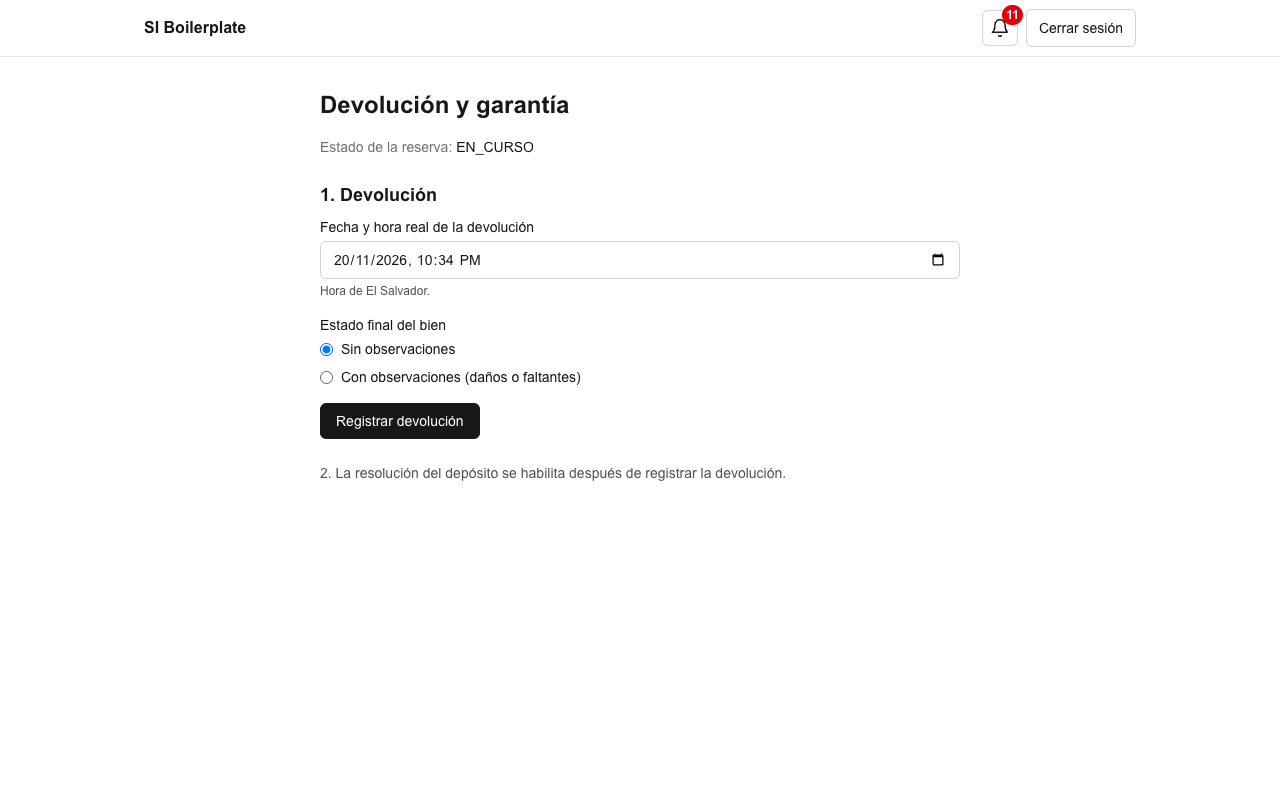 SI Boilerplate
11
Cerrar sesión
Devolución y garantía
Estado de la reserva: EN_CURSO
1. Devolución
Fecha y hora real de la devolución
20/11/2026, 10:34 PM
Hora de El Salvador.
Estado final del bien
Sin observaciones
Con observaciones (daños o faltantes)
Registrar devolución
2. La resolución del depósito se habilita después de registrar la devolución.